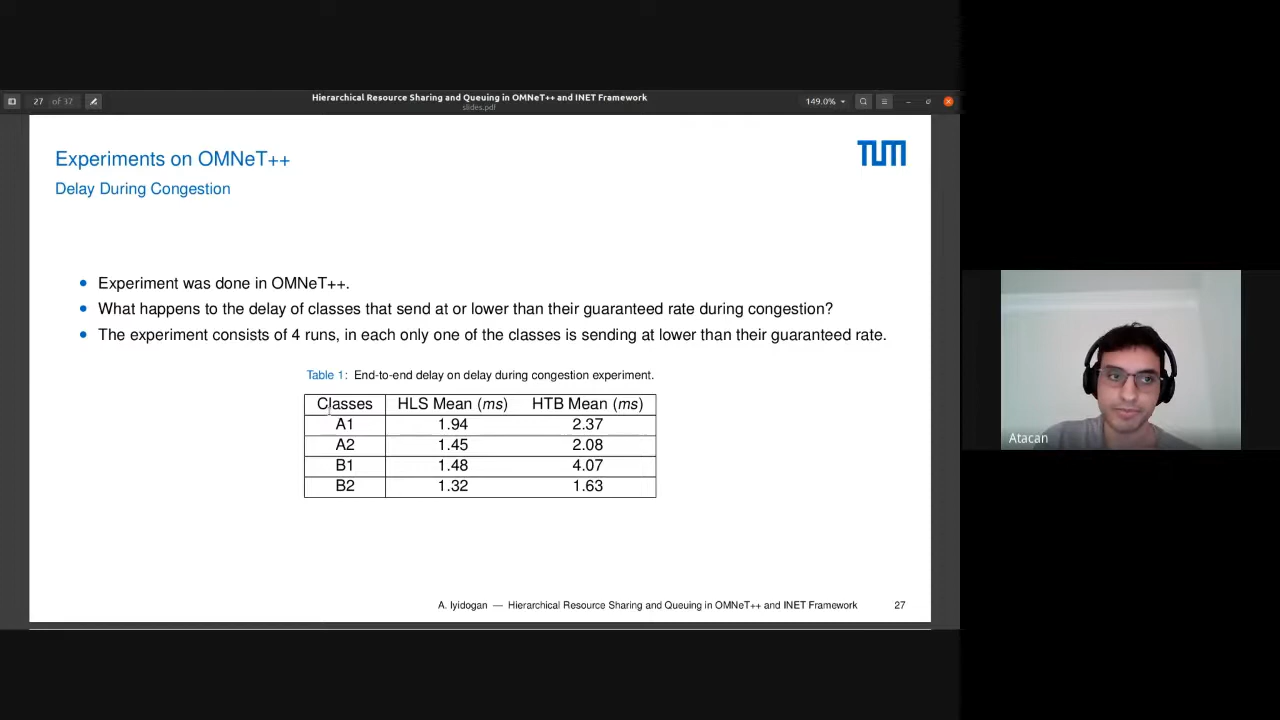 27 of 37
Hierarchical Resource Sharing and Queuing in OMNeT++ and INET Framework
slides.pdf
149.0%
Experiments on OMNeT++
TUM
Delay During Congestion
• Experiment was done in OMNeT++.
• What happens to the delay of classes that send at or lower than their guaranteed rate during congestion?
• The experiment consists of 4 runs, in each only one of the classes is sending at lower than their guaranteed rate.
Table 1: End-to-end delay on delay during congestion experiment.
Classes HLS Mean (ms) HTB Mean (ms)
A1 1.94 2.37
A2 1.45 2.08
B1 1.48 4.07
B2 1.32 1.63
Atacan
A. Iyidogan — Hierarchical Resource Sharing and Queuing in OMNeT++ and INET Framework 27